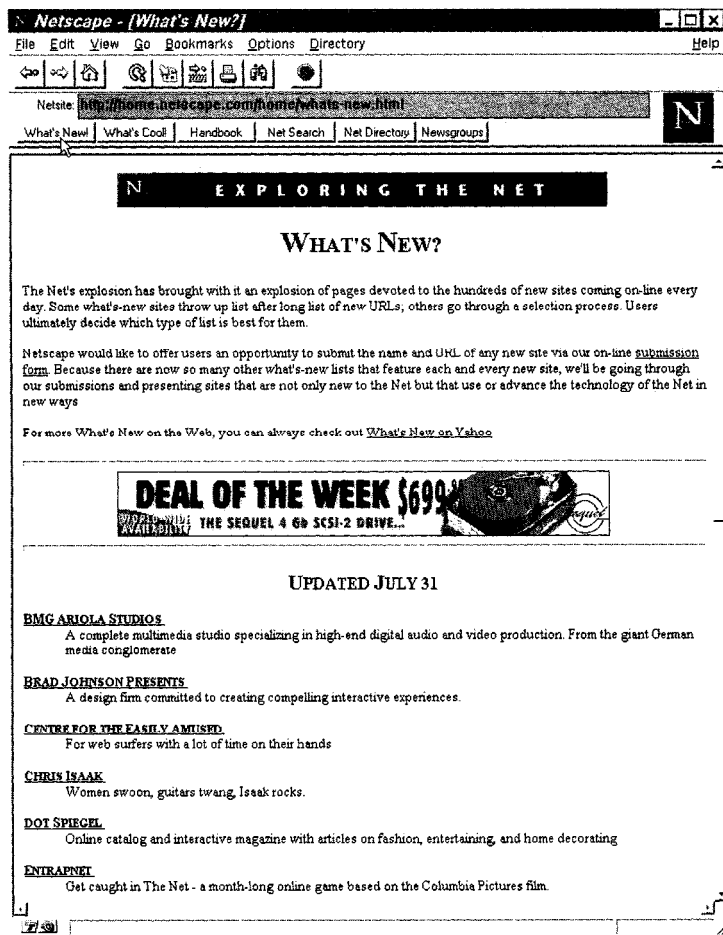 N Netscape - [What's New?]
File Edit View Go Bookmarks Options Directory Help
Netsite: http://home.netscape.com/home/whats-new.html
What's New! What's Cool! Handbook Net Search Net Directory Newsgroups
N
N EXPLORING THE NET
WHAT'S NEW?
The Net's explosion has brought with it an explosion of pages devoted to the hundreds of new sites coming on-line every
day. Some what's-new sites throw up list after long list of new URLs; others go through a selection process. Users
ultimately decide which type of list is best for them.
Netscape would like to offer users an opportunity to submit the name and URL of any new site via our on-line submission
form. Because there are now so many other what's-new lists that feature each and every new site, we'll be going through
our submissions and presenting sites that are not only new to the Net but that use or advance the technology of the Net in
new ways
For more What's New on the Web, you can always check out What's New on Yahoo
DEAL OF THE WEEK $699
WORLD-WIDE
AVAILABILITY THE SEQUEL 4 Gb SCSI-2 DRIVE...
UPDATED JULY 31
BMG ARIOLA STUDIOS
A complete multimedia studio specializing in high-end digital audio and video production. From the giant German
media conglomerate
BRAD JOHNSON PRESENTS
A design firm committed to creating compelling interactive experiences.
CENTRE FOR THE EASILY AMUSED
For web surfers with a lot of time on their hands
CHRIS ISAAK
Women swoon, guitars twang, Isaak rocks.
DOT SPIEGEL
Online catalog and interactive magazine with articles on fashion, entertaining, and home decorating
ENTRAPNET
Get caught in The Net - a month-long online game based on the Columbia Pictures film.